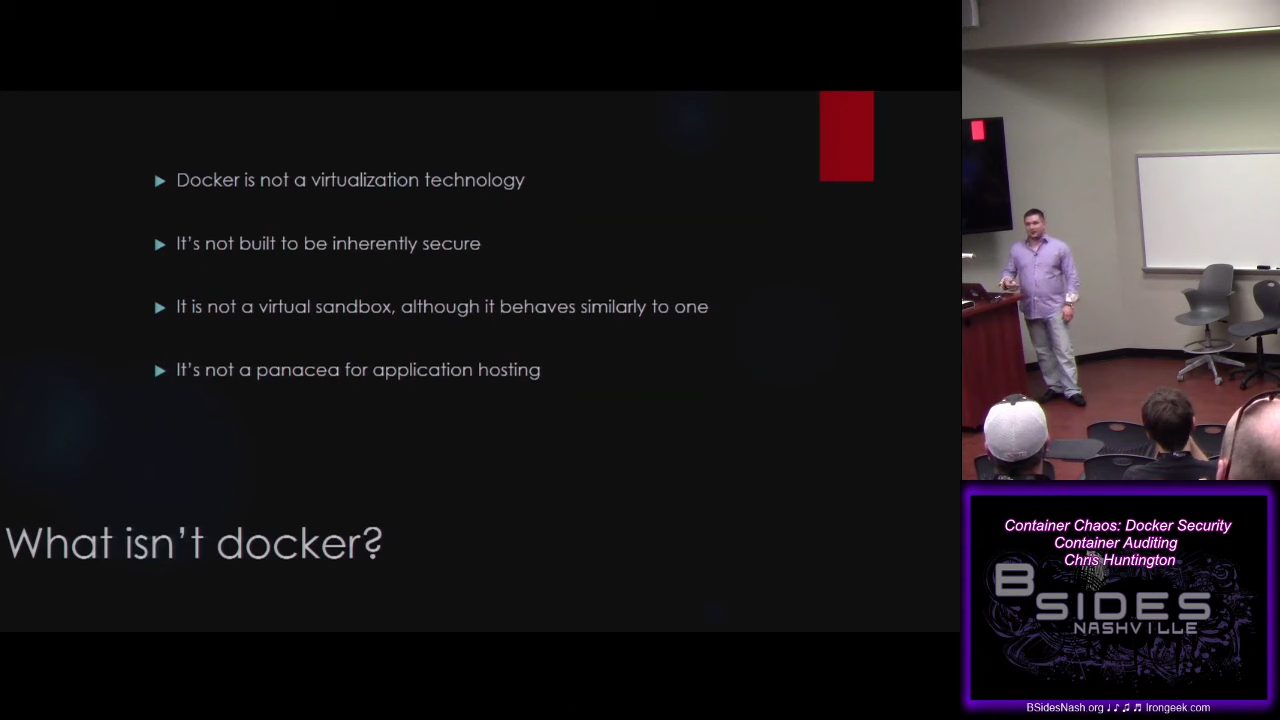 Docker is not a virtualization technology
It's not built to be inherently secure
It is not a virtual sandbox, although it behaves similarly to one
It's not a panacea for application hosting
What isn't docker?
Container Chaos: Docker Security
Container Auditing
Chris Huntington
BSIDES
NASHVILLE
BSidesNash.org ♩♪♫♬ Irongeek.com